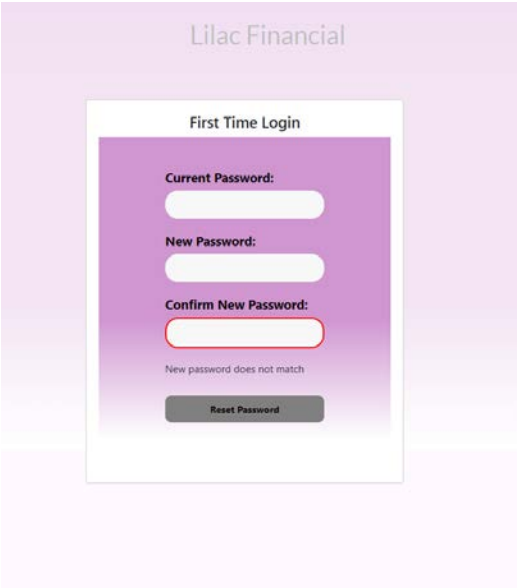 Lilac Financial
First Time Login
Current Password:
New Password:
Confirm New Password:
New password does not match
Reset Password